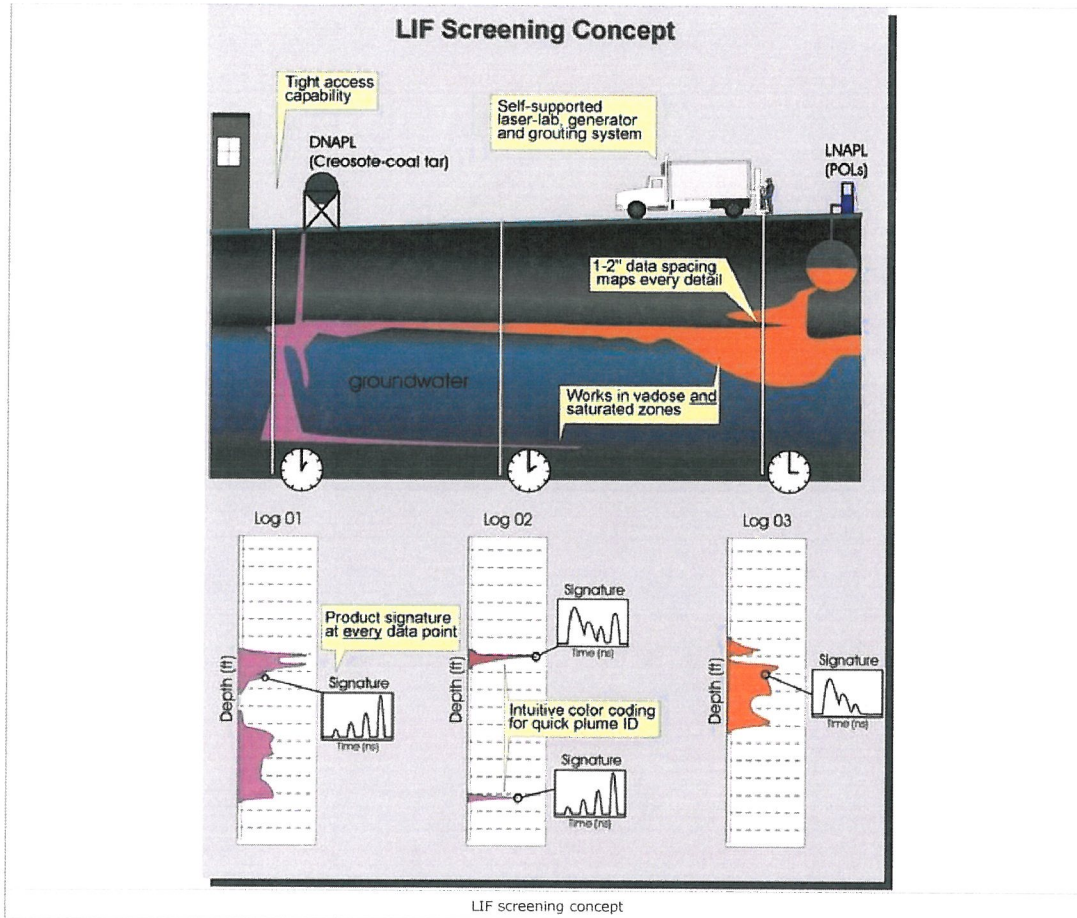 LIF Screening Concept
Tight access
capability
Self-supported
laser-lab, generator
and grouting system
DNAPL
(Creosote-coal tar)
LNAPL
(POLs)
1-2" data spacing
maps every detail
groundwater
Works in vadose and
saturated zones
Log 01
Log 02
Log 03
Product signature
at every data point
Depth (ft)
Signature
Time (ns)
Depth (ft)
Signature
Time (ns)
Intuitive color coding
for quick plume ID
Signature
Time (ns)
Depth (ft)
Signature
Time (ns)
LIF screening concept